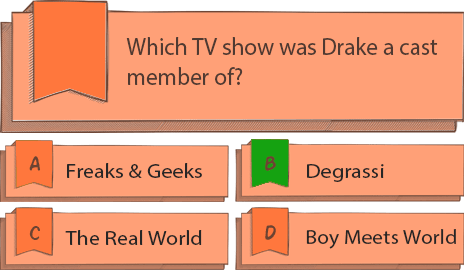 Which TV show was Drake a cast
member of?
A Freaks & Geeks
B Degrassi
C The Real World
D Boy Meets World